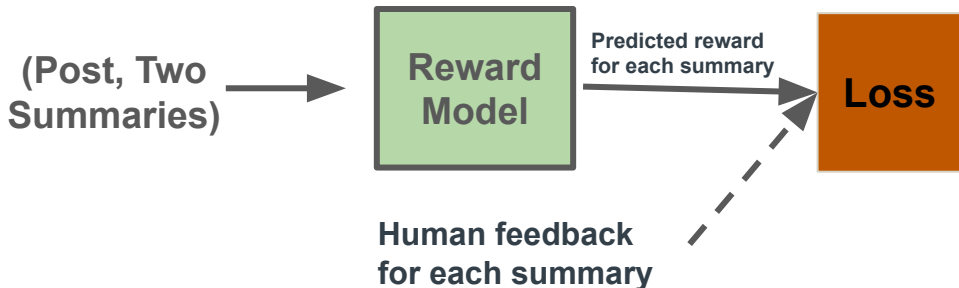 (Post, Two
Summaries)
Reward
Model
Predicted reward
for each summary
Loss
Human feedback
for each summary